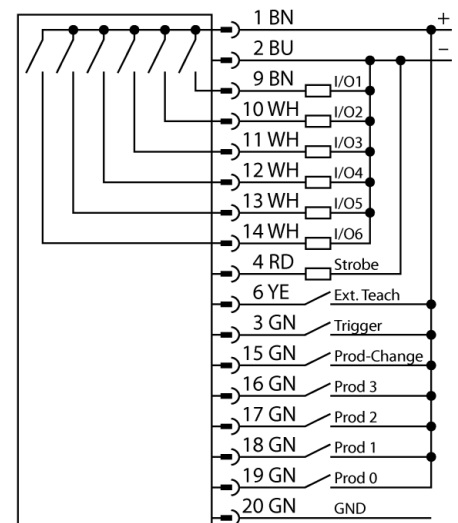 1 BN +
2 BU –
9 BN I/O1
10 WH I/O2
11 WH I/O3
12 WH I/O4
13 WH I/O5
14 WH I/O6
4 RD Strobe
6 YE Ext. Teach
3 GN Trigger
15 GN Prod-Change
16 GN Prod 3
17 GN Prod 2
18 GN Prod 1
19 GN Prod 0
20 GN GND